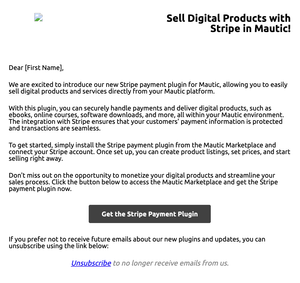 Sell Digital Products with
Stripe in Mautic!
Dear [First Name],
We are excited to introduce our new Stripe payment plugin for Mautic, allowing you to easily
sell digital products and services directly from your Mautic platform.
With this plugin, you can securely handle payments and deliver digital products, such as
ebooks, online courses, software downloads, and more, all within your Mautic environment.
The integration with Stripe ensures that your customers' payment information is protected
and transactions are seamless.
To get started, simply install the Stripe payment plugin from the Mautic Marketplace and
connect your Stripe account. Once set up, you can create product listings, set prices, and start
selling right away.
Don't miss out on the opportunity to monetize your digital products and streamline your
sales process. Click the button below to access the Mautic Marketplace and get the Stripe
payment plugin now.
Get the Stripe Payment Plugin
If you prefer not to receive future emails about our new plugins and updates, you can
unsubscribe using the link below:
Unsubscribe to no longer receive emails from us.